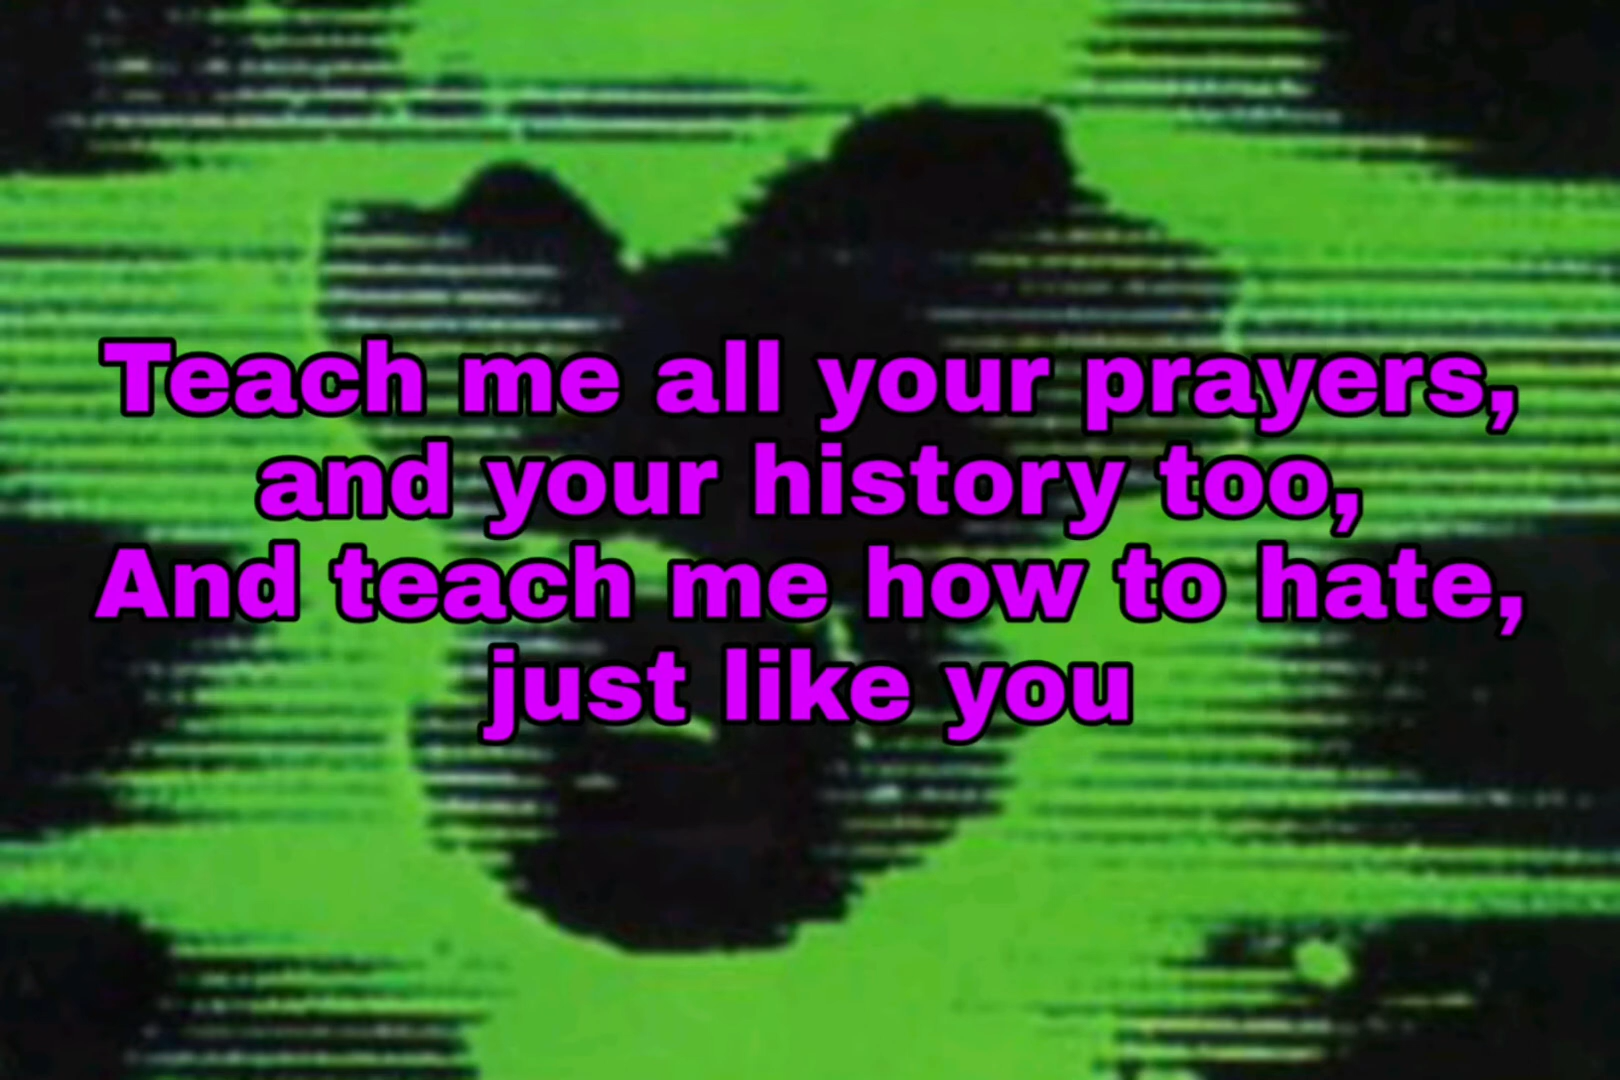 Teach me all your prayers,
and your history too,
And teach me how to hate,
just like you